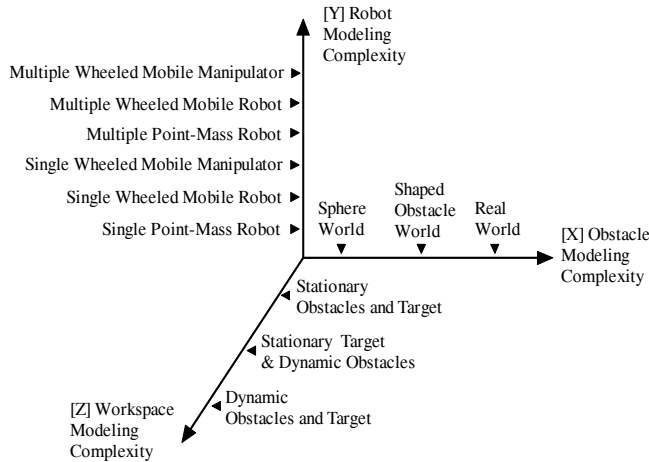 [Y] Robot
Modeling
Complexity
Multiple Wheeled Mobile Manipulator
Multiple Wheeled Mobile Robot
Multiple Point-Mass Robot
Single Wheeled Mobile Manipulator
Single Wheeled Mobile Robot
Single Point-Mass Robot
Sphere
World
Shaped
Obstacle
World
Real
World
[X] Obstacle
Modeling
Complexity
Stationary
Obstacles and Target
Stationary Target
& Dynamic Obstacles
Dynamic
Obstacles and Target
[Z] Workspace
Modeling
Complexity